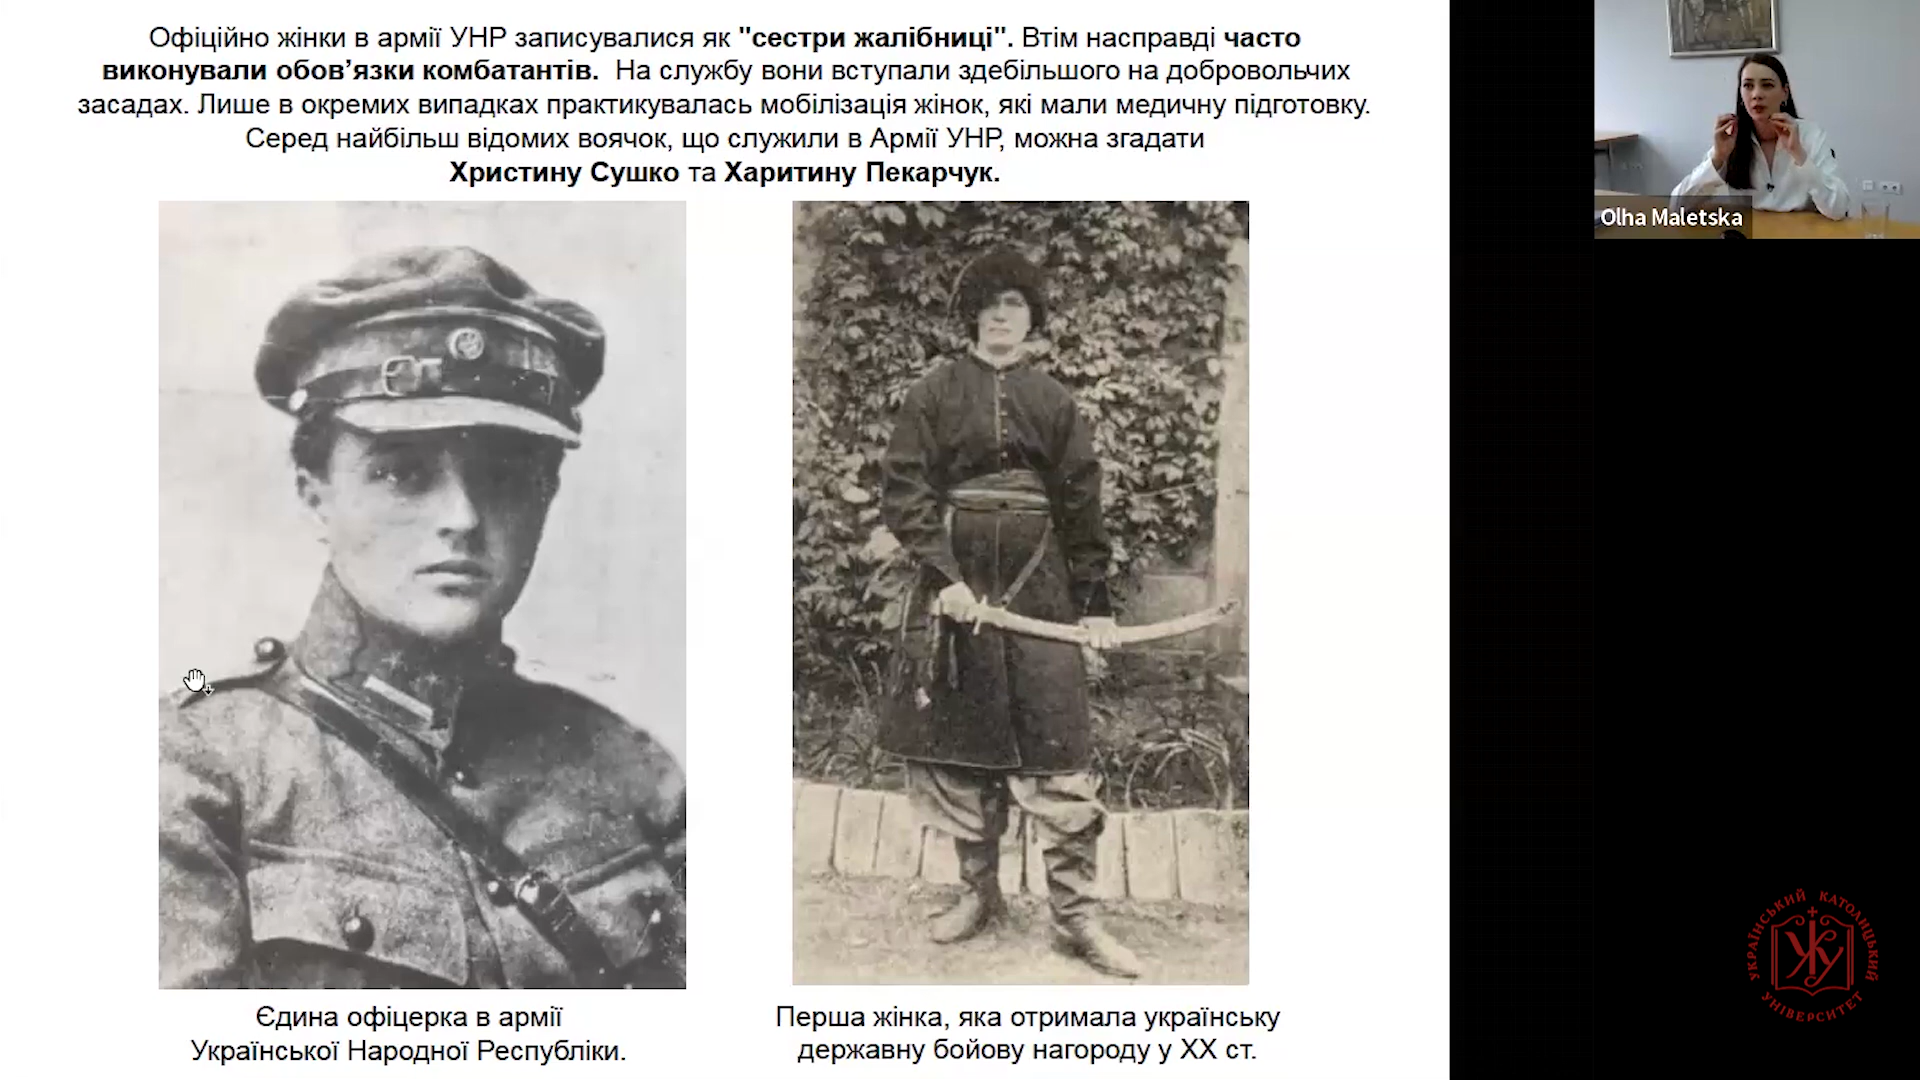 Офіційно жінки в армії УНР записувалися як "сестри жалібниці". Втім насправді часто
виконували обов’язки комбатантів. На службу вони вступали здебільшого на добровольчих
засадах. Лише в окремих випадках практикувалась мобілізація жінок, які мали медичну підготовку.
Серед найбільш відомих воячок, що служили в Армії УНР, можна згадати
Христину Сушко та Харитину Пекарчук.
Olha Maletska
Єдина офіцерка в армії
Української Народної Республіки.
Перша жінка, яка отримала українську
державну бойову нагороду у ХХ ст.
УКРАЇНСЬКИЙ КАТОЛИЦЬКИЙ
УНІВЕРСИТЕТ